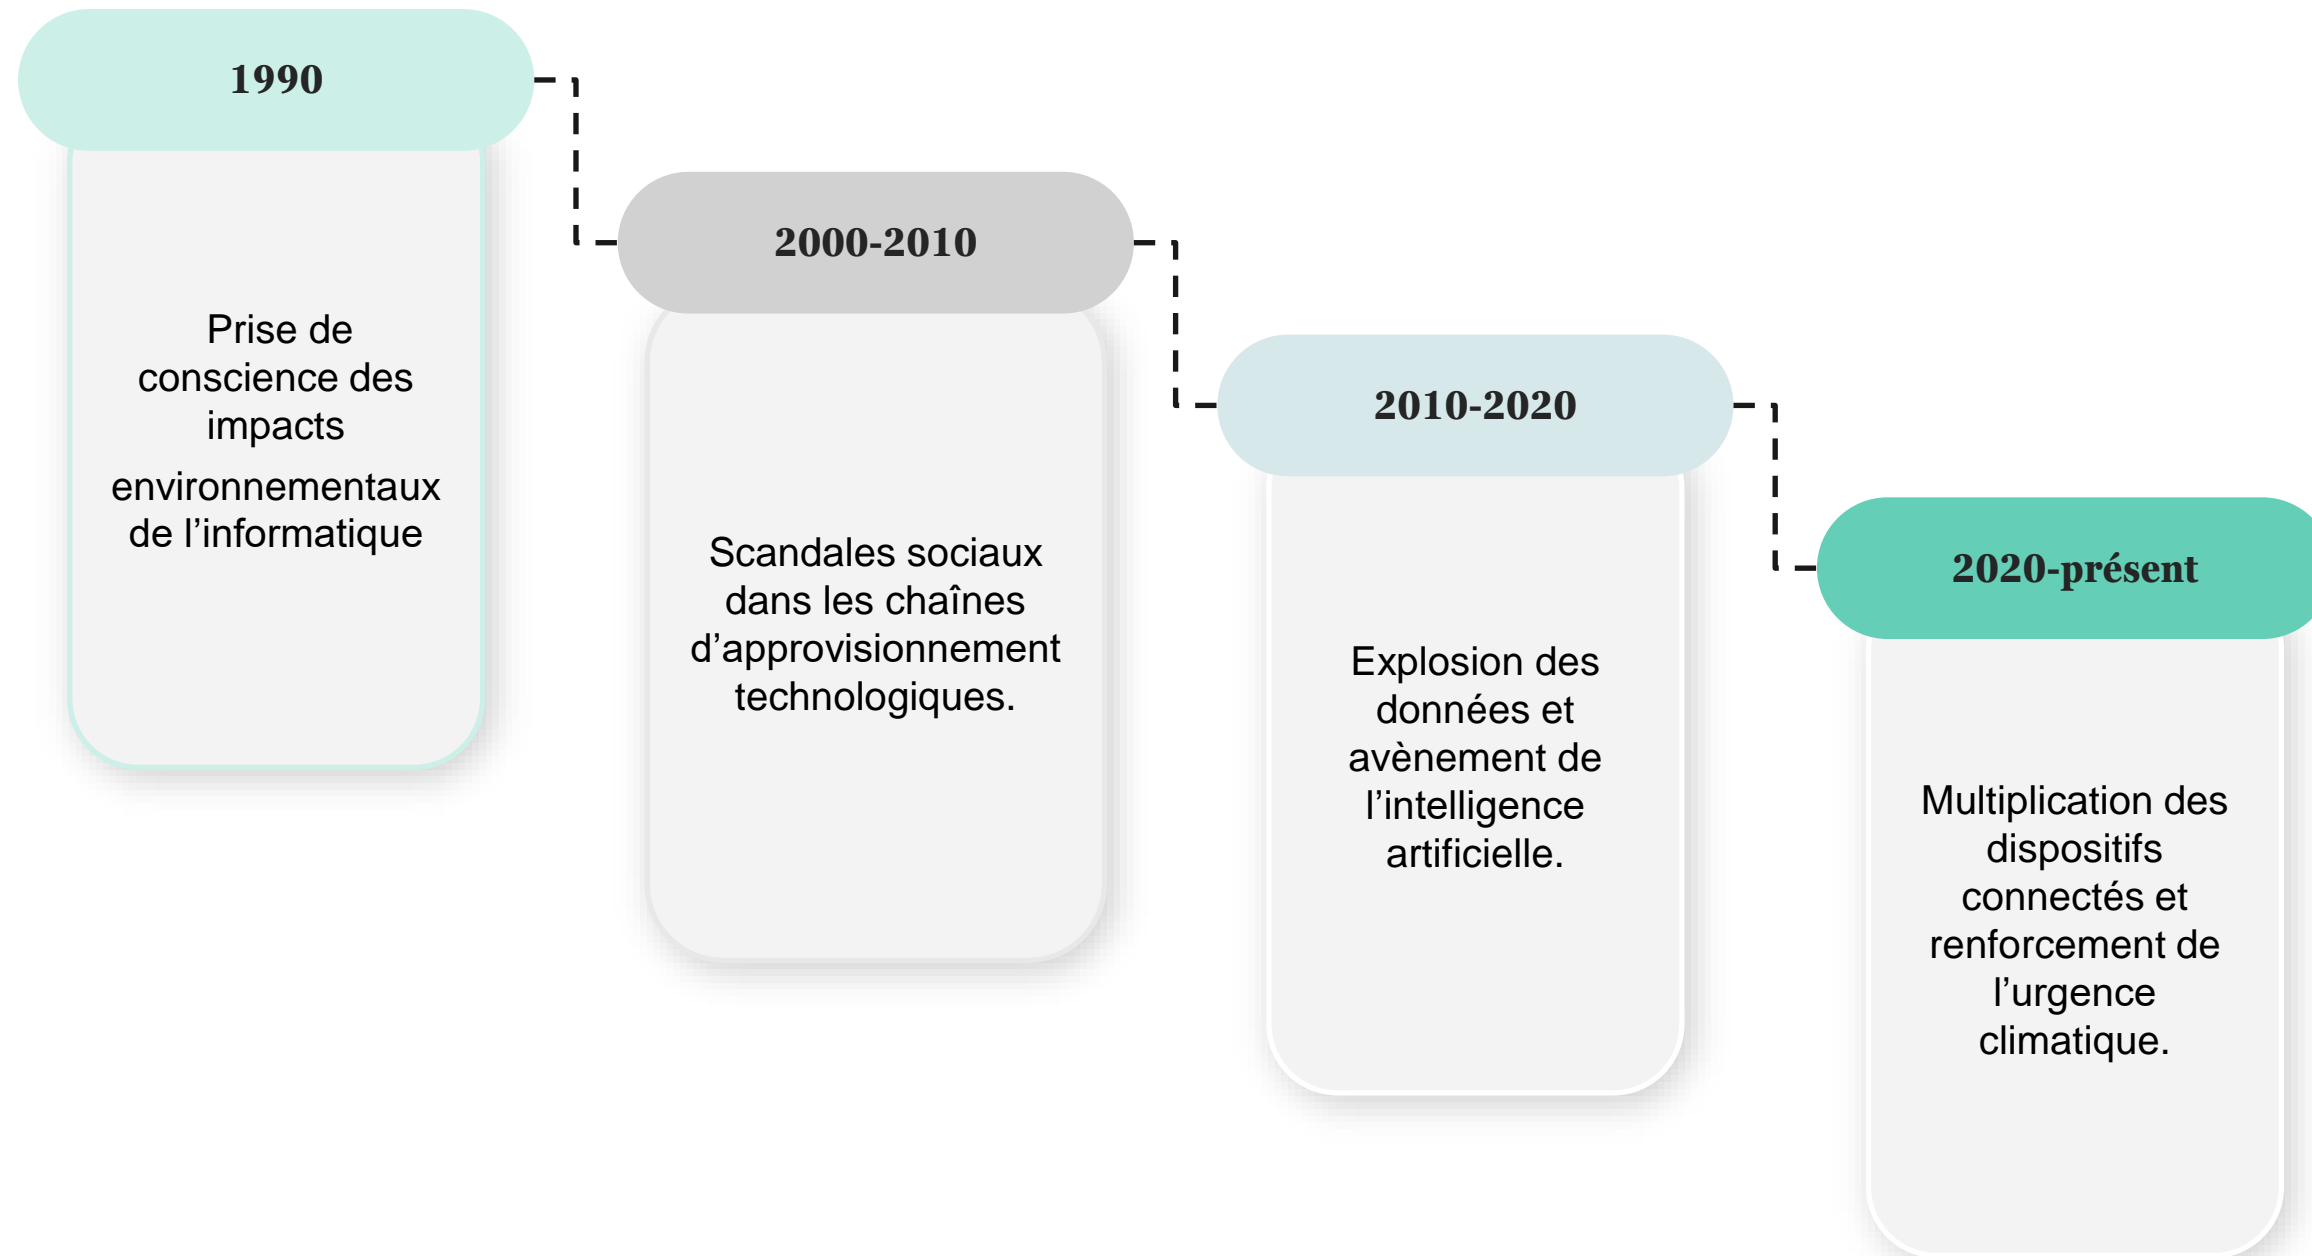 1990
Prise de
conscience des
impacts
environnementaux
de l’informatique
2000-2010
Scandales sociaux
dans les chaînes
d’approvisionnement
technologiques.
2010-2020
Explosion des
données et
avènement de
l’intelligence
artificielle.
2020-présent
Multiplication des
dispositifs
connectés et
renforcement de
l’urgence
climatique.